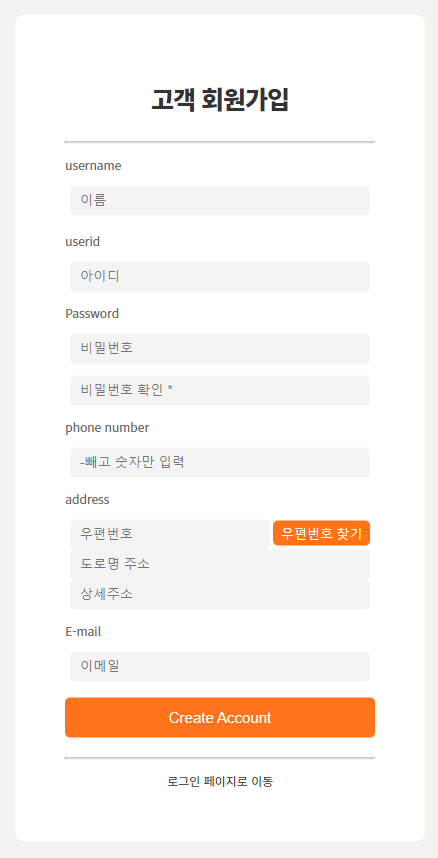 고객 회원가입
username
이름
userid
아이디
Password
비밀번호
비밀번호 확인 *
phone number
-빼고 숫자만 입력
address
우편번호 우편번호 찾기
도로명 주소
상세주소
E-mail
이메일
Create Account
로그인 페이지로 이동